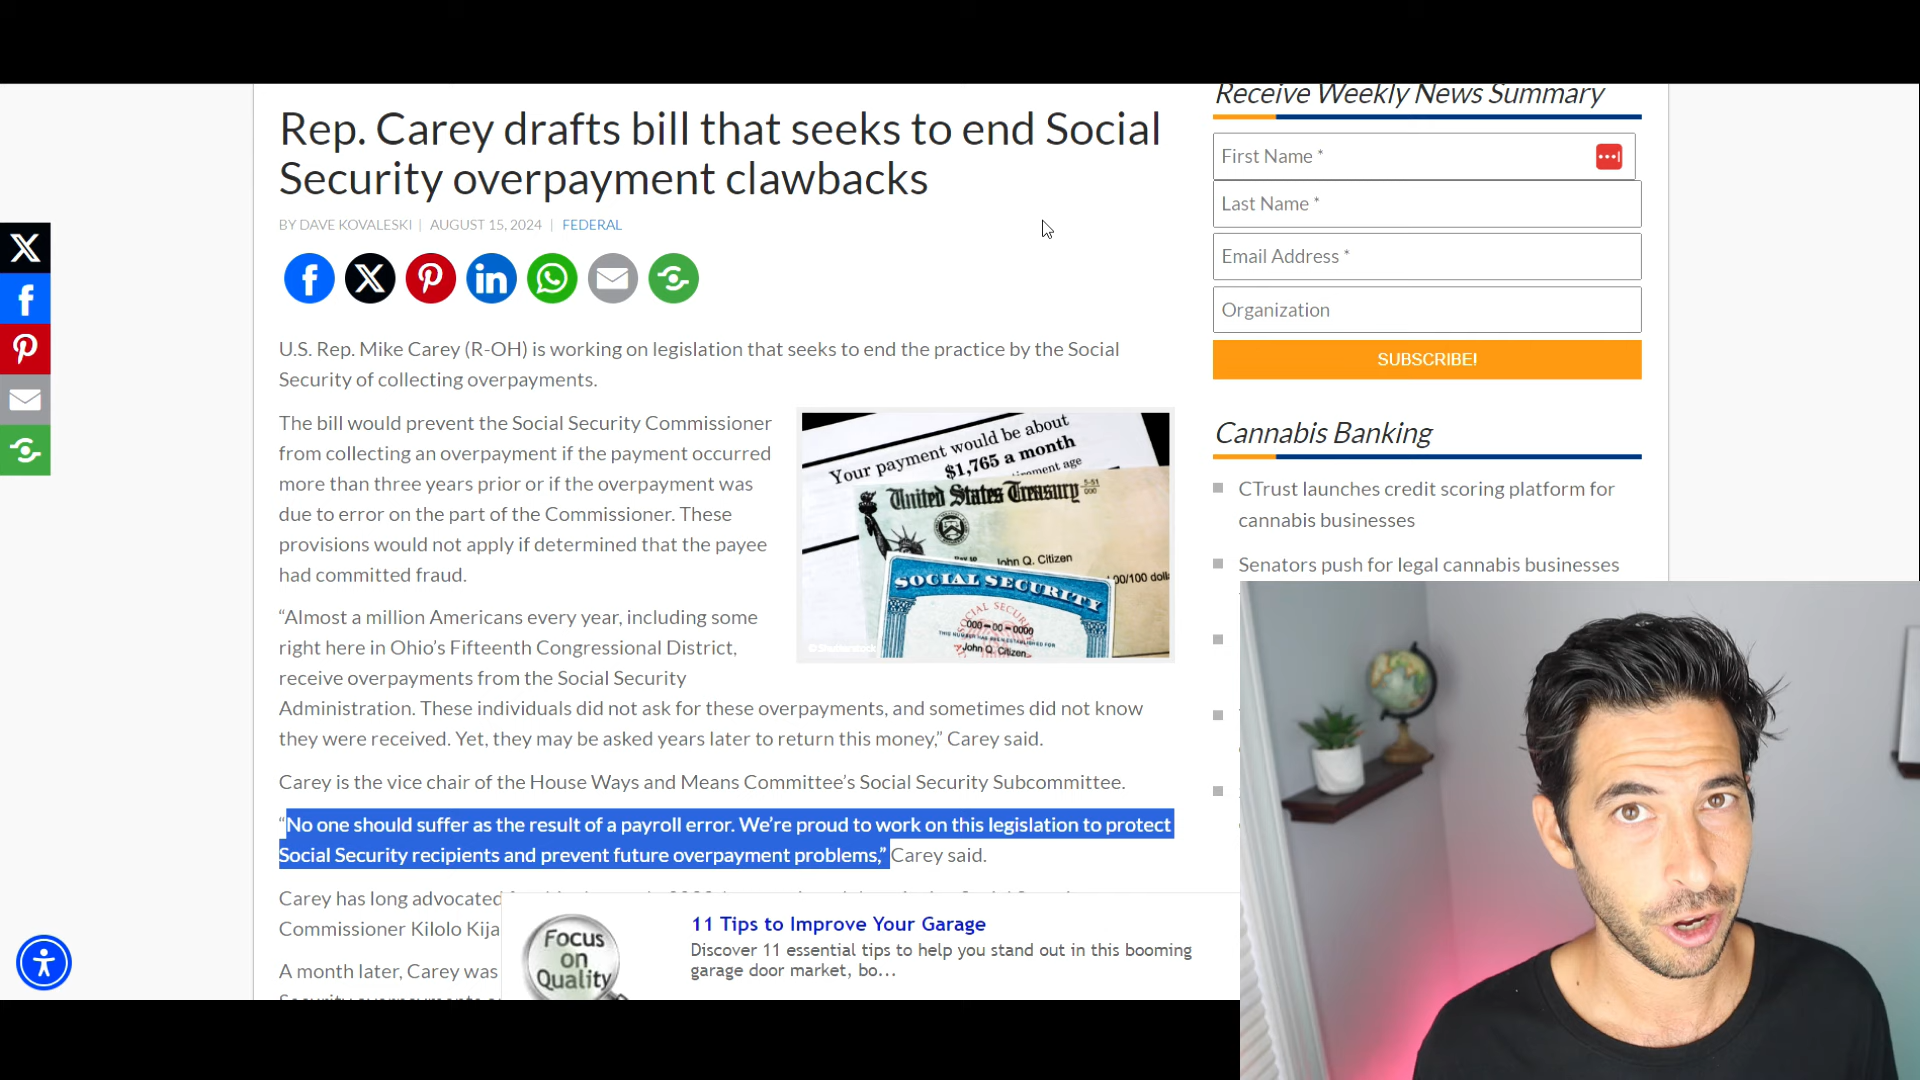 Rep. Carey drafts bill that seeks to end Social
Security overpayment clawbacks
BY DAVE KOVALESKI | AUGUST 15, 2024 | FEDERAL
U.S. Rep. Mike Carey (R-OH) is working on legislation that seeks to end the practice by the Social
Security of collecting overpayments.
The bill would prevent the Social Security Commissioner
from collecting an overpayment if the payment occurred
more than three years prior or if the overpayment was
due to error on the part of the Commissioner. These
provisions would not apply if determined that the payee
had committed fraud.
Your payment would be about
$1,765 a month
United States Treasury
John Q. Citizen
00/100 doll
SOCIAL SECURITY
000-00-0000
THIS NUMBER HAS BEEN ESTABLISHED FOR
John Q. Citizen
© Shutterstock
“Almost a million Americans every year, including some
right here in Ohio’s Fifteenth Congressional District,
receive overpayments from the Social Security
Administration. These individuals did not ask for these overpayments, and sometimes did not know
they were received. Yet, they may be asked years later to return this money,” Carey said.
Carey is the vice chair of the House Ways and Means Committee’s Social Security Subcommittee.
“No one should suffer as the result of a payroll error. We’re proud to work on this legislation to protect
Social Security recipients and prevent future overpayment problems,” Carey said.
Carey has long advocated
Commissioner Kilolo Kija
A month later, Carey was
Focus
on
Quality
11 Tips to Improve Your Garage
Discover 11 essential tips to help you stand out in this booming
garage door market, bo...
Receive Weekly News Summary
First Name *
Last Name *
Email Address *
Organization
SUBSCRIBE!
Cannabis Banking
CTrust launches credit scoring platform for
cannabis businesses
Senators push for legal cannabis businesses